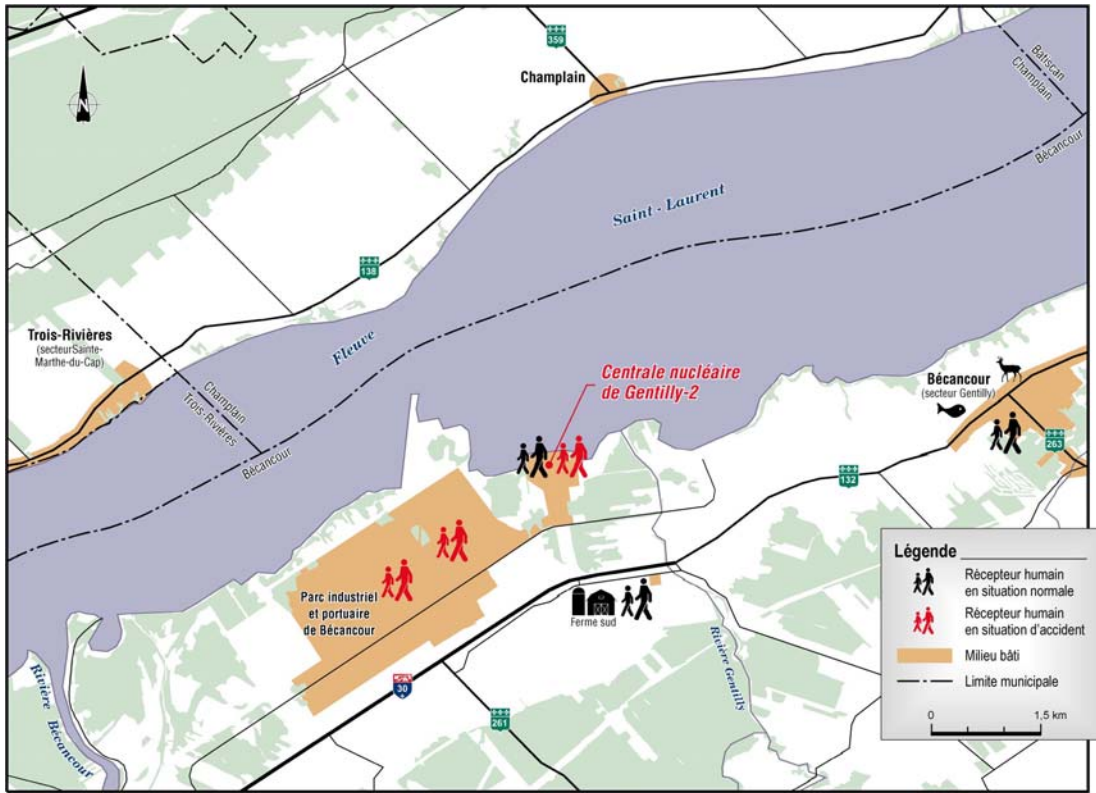 359
Champlain
Batiscan
Champlain
Bécancour
N
Saint - Laurent
138
Trois-Rivières
(secteurSainte-
Marthe-du-Cap)
Fleuve
Champlain
Trois-Rivières
Bécancour
Centrale nucléaire
de Gentilly-2
Bécancour
(secteur Gentilly)
263
132
Parc industriel
et portuaire
de Bécancour
Ferme sud
Rivière Gentilly
Rivière Bécancour
30
261
Légende
Récepteur humain
en situation normale
Récepteur humain
en situation d'accident
Milieu bâti
Limite municipale
0 1,5 km